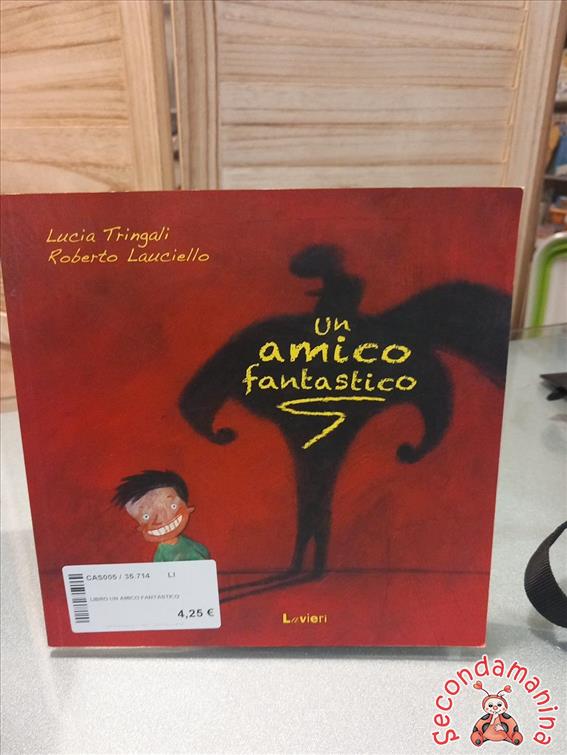 Lucia Tringali
Roberto Lauciello
Un
amico
fantastico
CAS005 / 35.714 LI
LIBRO UN AMICO FANTASTICO
4,25 €
Lavieri
Secondamanina